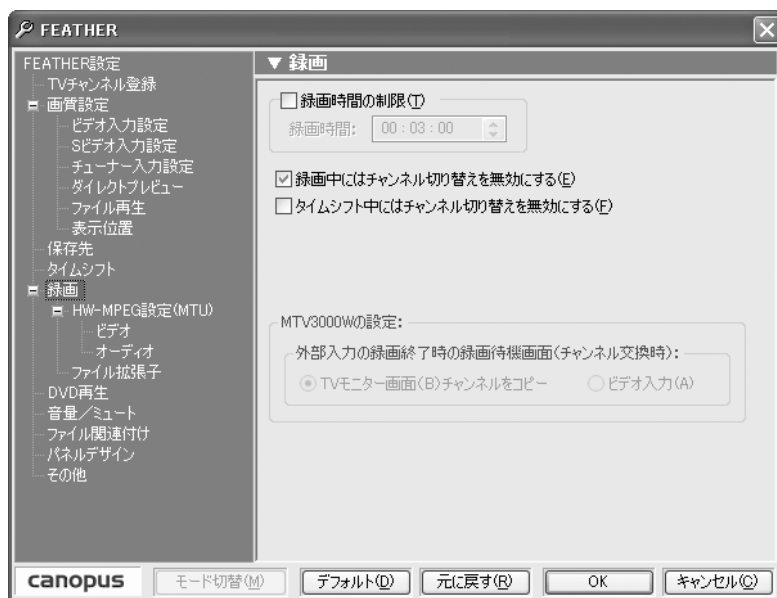 FEATHER
FEATHER設定
TVチャンネル登録
画質設定
ビデオ入力設定
Sビデオ入力設定
チューナー入力設定
ダイレクトプレビュー
ファイル再生
表示位置
保存先
タイムシフト
録画
HW-MPEG設定(MTU)
ビデオ
オーディオ
ファイル拡張子
DVD再生
音量／ミュート
ファイル関連付け
パネルデザイン
その他
▼ 録画
録画時間の制限(T)
録画時間: 00 : 03 : 00
録画中にはチャンネル切り替えを無効にする(E)
タイムシフト中にはチャンネル切り替えを無効にする(F)
MTV3000Wの設定:
外部入力の録画終了時の録画待機画面(チャンネル交換時):
TVモニター画面(B)チャンネルをコピー ビデオ入力(A)
canopus モード切替(M) デフォルト(D) 元に戻す(R) OK キャンセル(C)